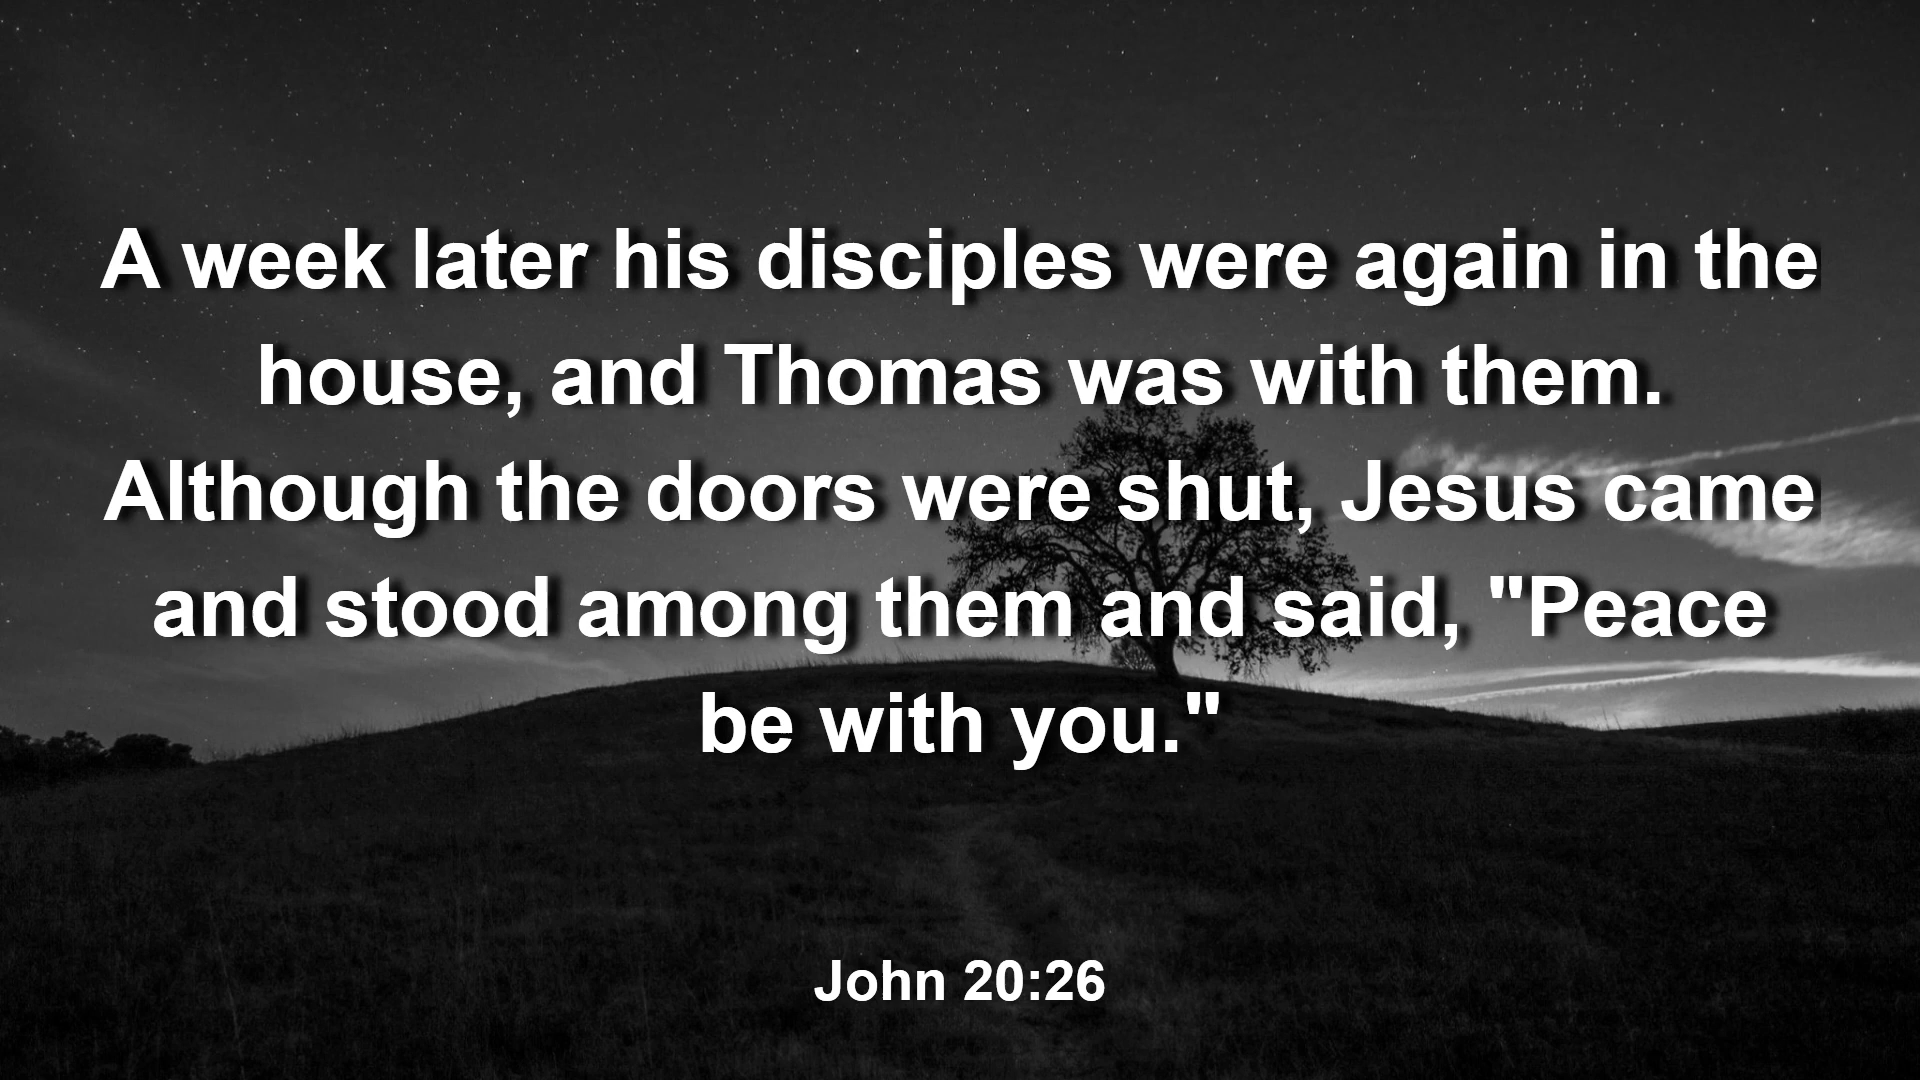 A week later his disciples were again in the
house, and Thomas was with them.
Although the doors were shut, Jesus came
and stood among them and said, "Peace
be with you."
John 20:26